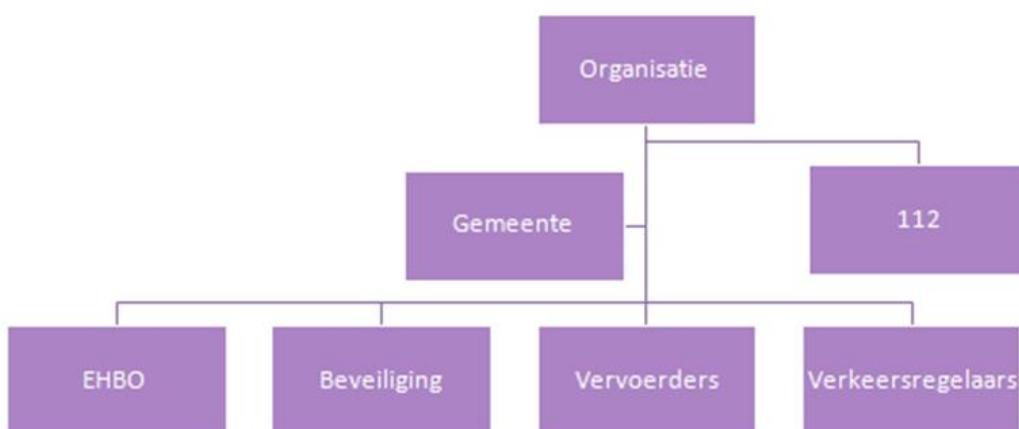 Organisatie
Gemeente
112
EHBO
Beveiliging
Vervoerders
Verkeersregelaars